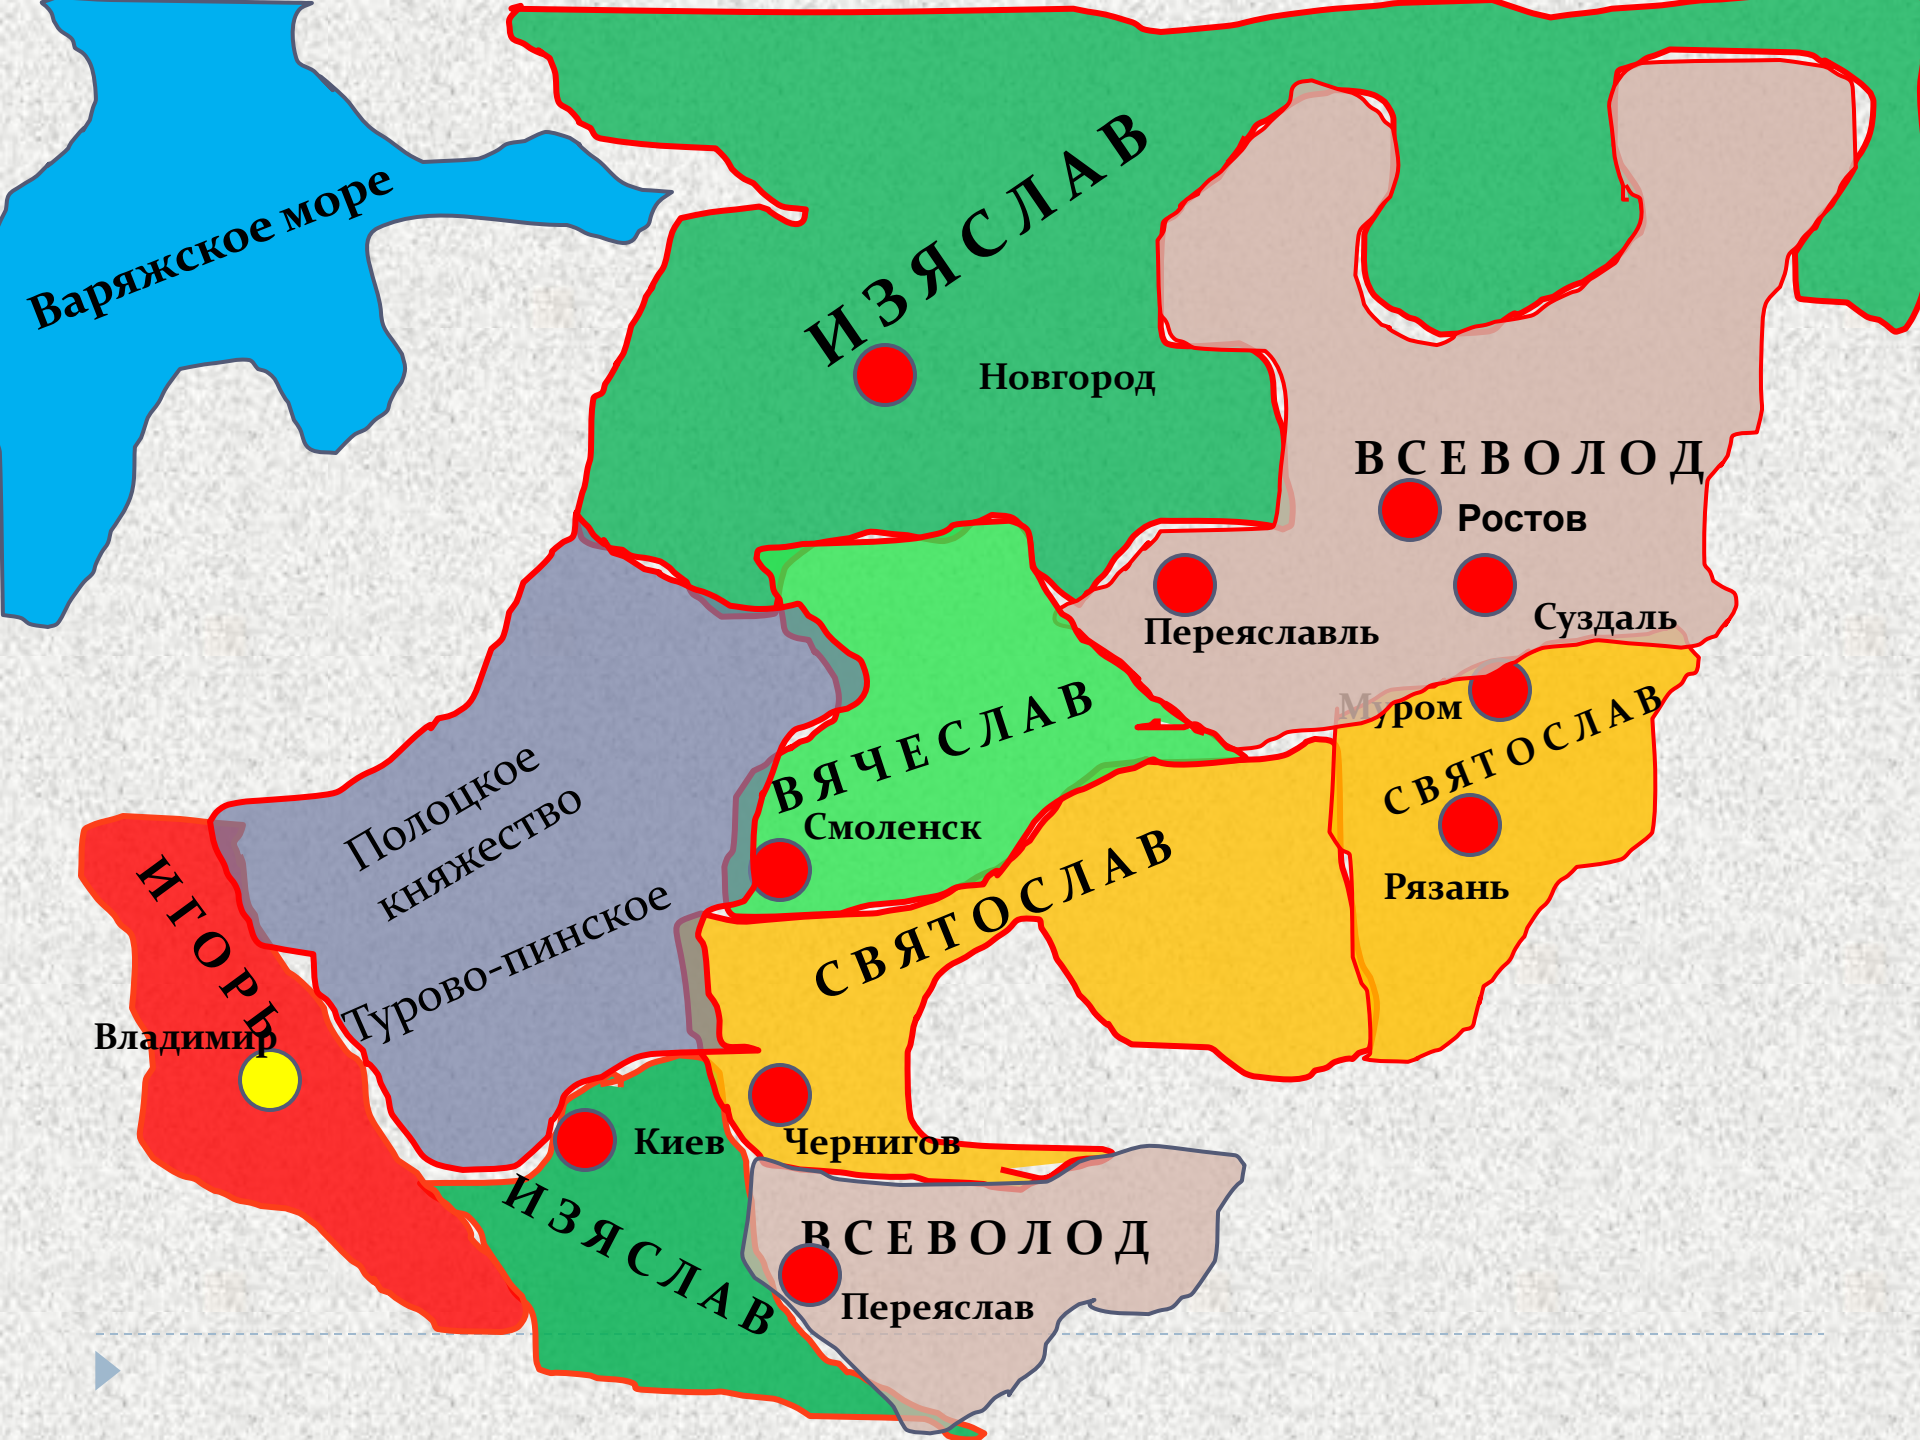 Варяжское море
ИЗЯСЛАВ
Новгород
ВСЕВОЛОД
Ростов
Суздаль
Переяславль
Муром
СВЯТОСЛАВ
Рязань
ВЯЧЕСЛАВ
Смоленск
Полоцкое
княжество
Турово-пинское
СВЯТОСЛАВ
ИГОРЬ
Владимир
Киев
Чернигов
ИЗЯСЛАВ
ВСЕВОЛОД
Переяслав